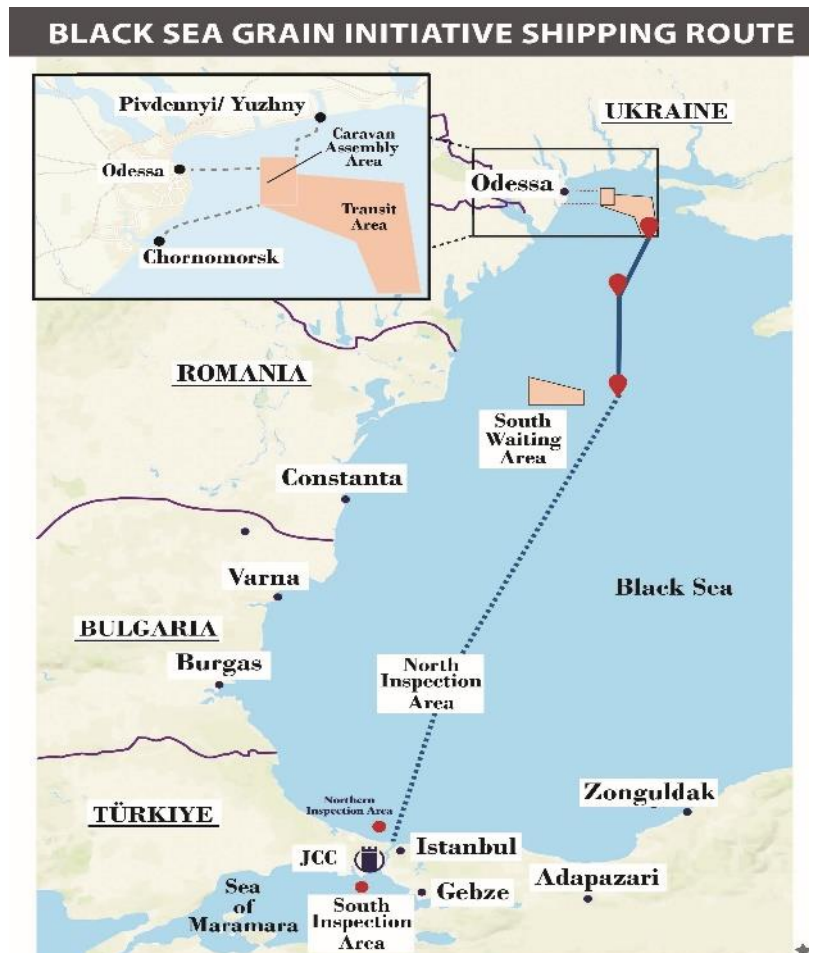 BLACK SEA GRAIN INITIATIVE SHIPPING ROUTE
Pivdennyi/ Yuzhny
Caravan
Assembly
Area
Odessa
Transit
Area
Chornomorsk
UKRAINE
Odessa
ROMANIA
South
Waiting
Area
Constanta
Varna
Black Sea
BULGARIA
Burgas
North
Inspection
Area
Zonguldak
TÜRKİYE
Northern
Inspection Area
JCC
Istanbul
Sea
of
Maramara
Gebze
Adapazari
South
Inspection
Area